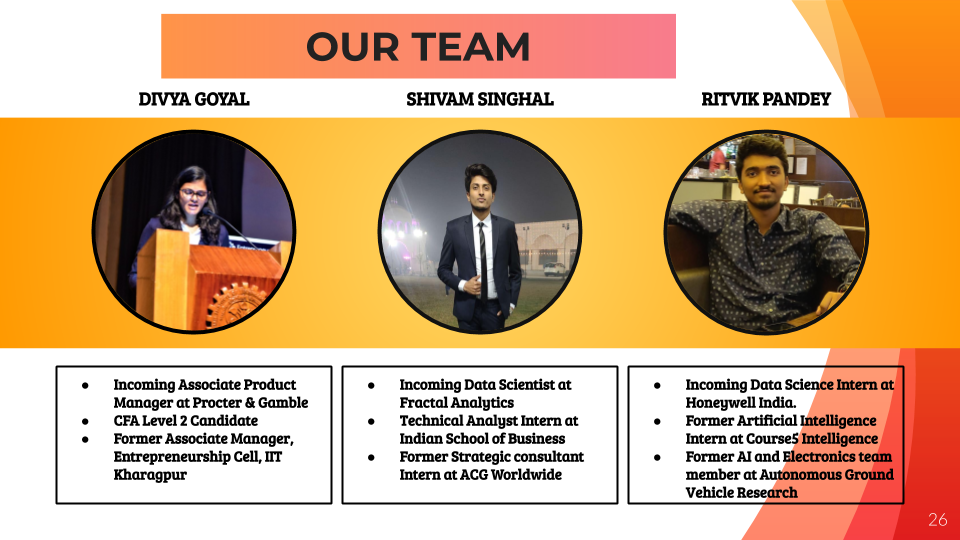 OUR TEAM
DIVYA GOYAL
SHIVAM SINGHAL
RITVIK PANDEY
● Incoming Associate Product
Manager at Procter & Gamble
● CFA Level 2 Candidate
● Former Associate Manager,
Entrepreneurship Cell, IIT
Kharagpur
● Incoming Data Scientist at
Fractal Analytics
● Technical Analyst Intern at
Indian School of Business
● Former Strategic consultant
Intern at ACG Worldwide
● Incoming Data Science Intern at
Honeywell India.
● Former Artificial Intelligence
Intern at Course5 Intelligence
● Former AI and Electronics team
member at Autonomous Ground
Vehicle Research
26